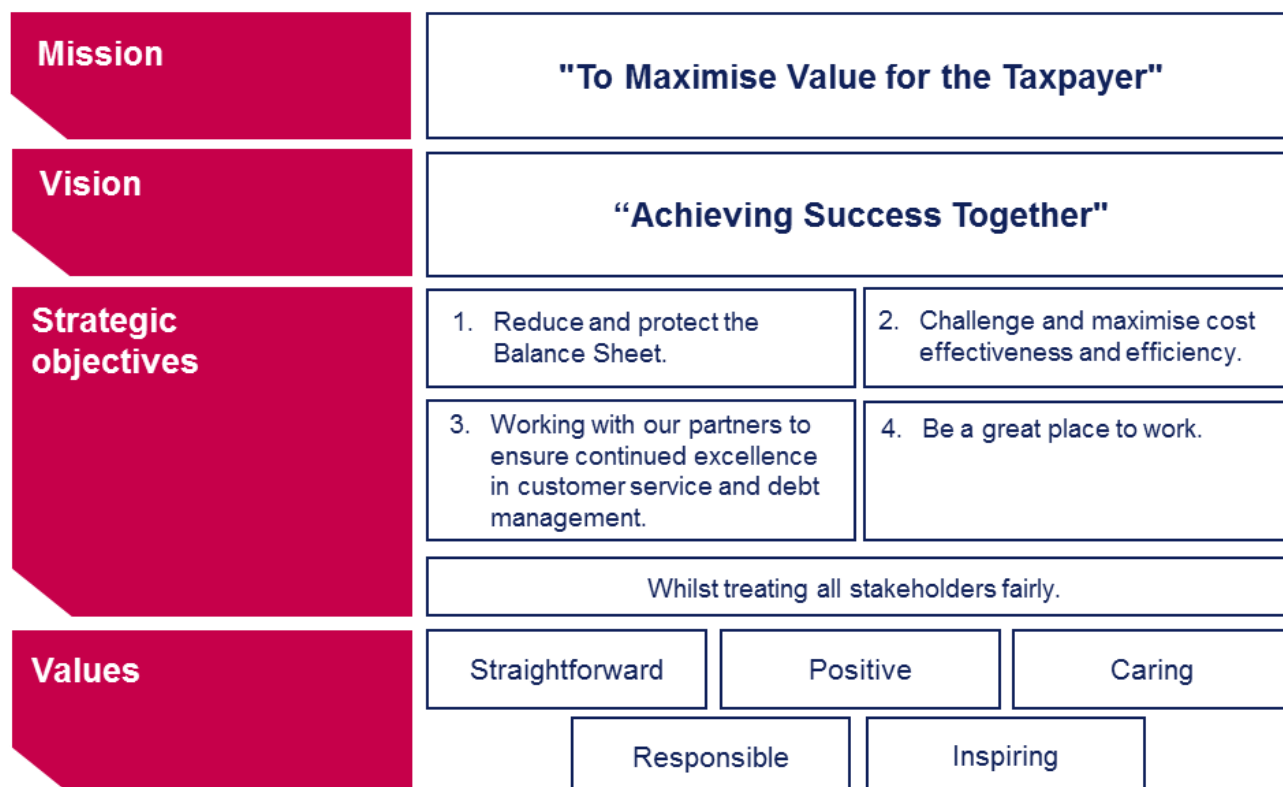 Mission
"To Maximise Value for the Taxpayer"
Vision
“Achieving Success Together"
Strategic
objectives
1. Reduce and protect the
Balance Sheet.
2. Challenge and maximise cost
effectiveness and efficiency.
3. Working with our partners to
ensure continued excellence
in customer service and debt
management.
4. Be a great place to work.
Whilst treating all stakeholders fairly.
Values
Straightforward
Positive
Caring
Responsible
Inspiring